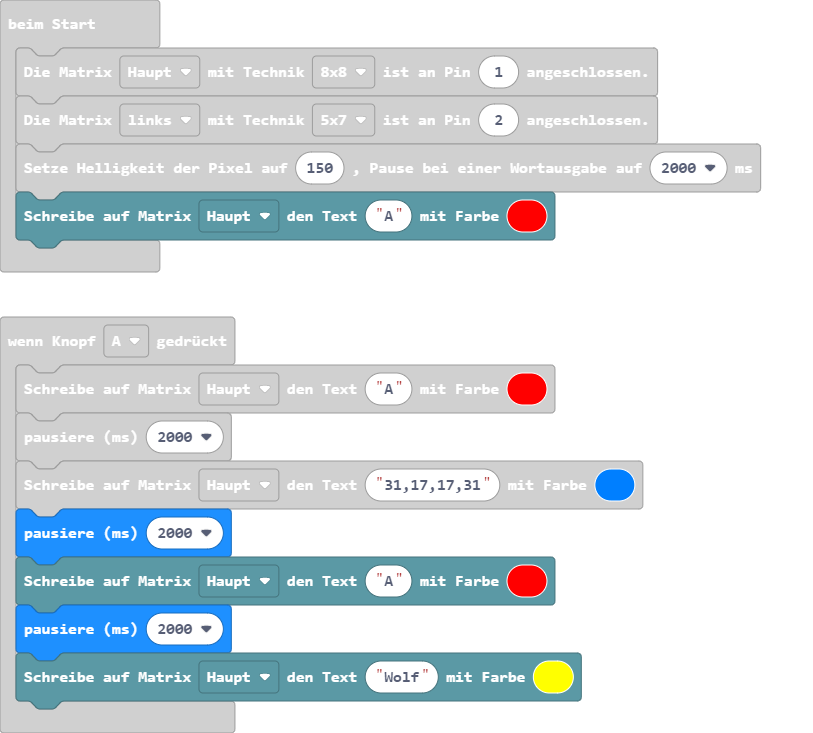 beim Start
Die Matrix Haupt mit Technik 8x8 ist an Pin 1 angeschlossen.
Die Matrix links mit Technik 5x7 ist an Pin 2 angeschlossen.
Setze Helligkeit der Pixel auf 150 , Pause bei einer Wortausgabe auf 2000 ms
Schreibe auf Matrix Haupt den Text "A" mit Farbe
wenn Knopf A gedrückt
Schreibe auf Matrix Haupt den Text "A" mit Farbe
pausiere (ms) 2000
Schreibe auf Matrix Haupt den Text "31,17,17,31" mit Farbe
pausiere (ms) 2000
Schreibe auf Matrix Haupt den Text "A" mit Farbe
pausiere (ms) 2000
Schreibe auf Matrix Haupt den Text "Wolf" mit Farbe